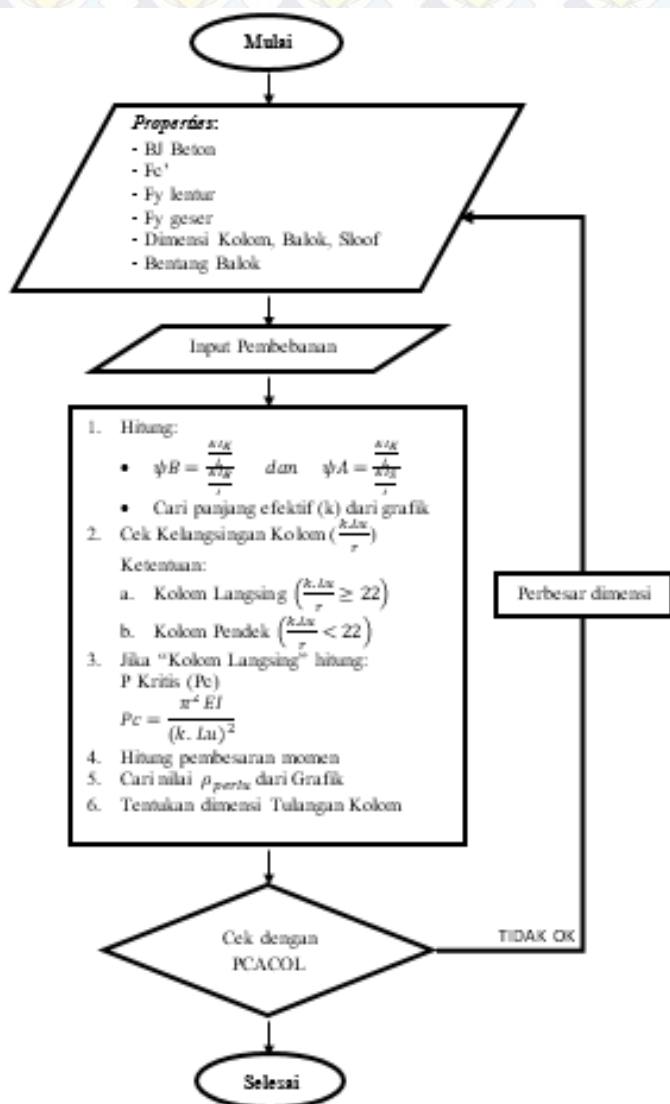 Mulai
Properties:
- BJ Beton
- Fc'
- Fy lentur
- Fy geser
- Dimensi Kolom, Balok, Sloof
- Bentang Balok
Input Pembebanan
1. Hitung:
• ψB = dan ψA =
• Cari panjang efektif (k) dari grafik
2. Cek Kelangsingan Kolom (k.Lu/r)
Ketentuan:
a. Kolom Langsing (k.Lu/r ≥ 22)
b. Kolom Pendek (k.Lu/r < 22)
3. Jika “Kolom Langsing” hitung:
P Kritis (Pc)
Pc = π² EI / (k. Lu)²
4. Hitung pembesaran momen
5. Cari nilai ρperlu dari Grafik
6. Tentukan dimensi Tulangan Kolom
Perbesar dimensi
Cek dengan
PCACOL
TIDAK OK
Selesai